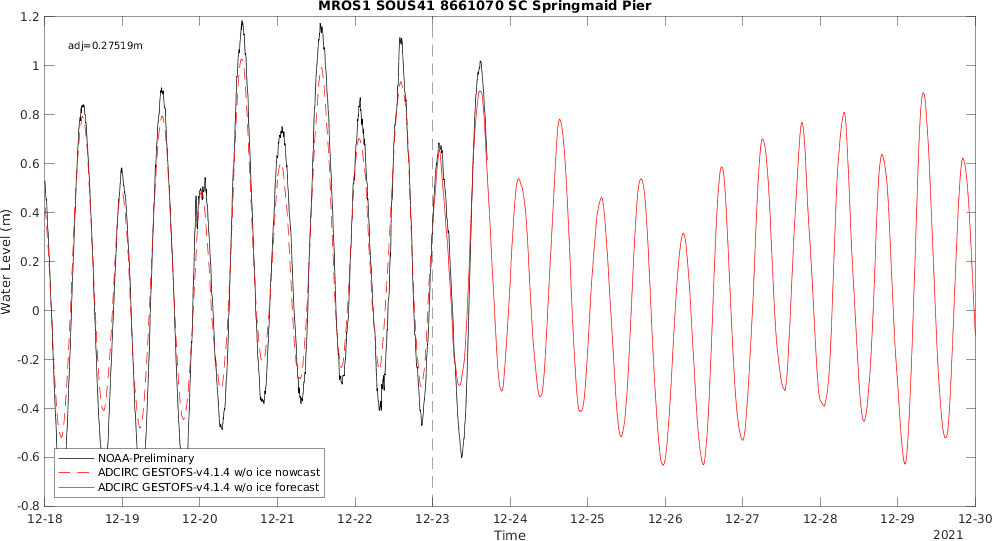 MROS1 SOUS41 8661070 SC Springmaid Pier
adj=0.27519m
Water Level (m)
1.2
1
0.8
0.6
0.4
0.2
0
-0.2
-0.4
-0.6
-0.8
NOAA-Preliminary
ADCIRC GESTOFS-v4.1.4 w/o ice nowcast
ADCIRC GESTOFS-v4.1.4 w/o ice forecast
12-18 12-19 12-20 12-21 12-22 12-23 12-24 12-25 12-26 12-27 12-28 12-29 12-30
Time
2021